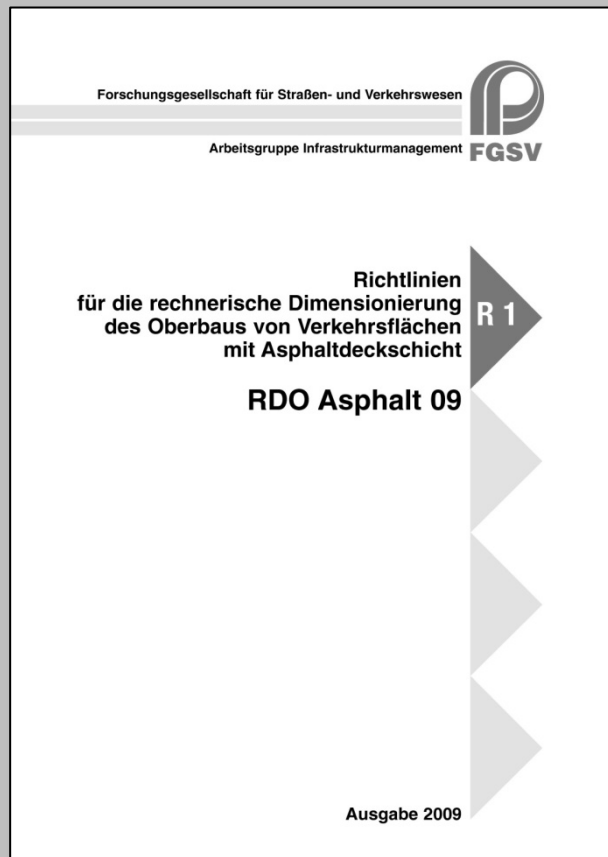 Forschungsgesellschaft für Straßen- und Verkehrswesen
Arbeitsgruppe Infrastrukturmanagement
FGSV
Richtlinien
für die rechnerische Dimensionierung
des Oberbaus von Verkehrsflächen
mit Asphaltdeckschicht
R 1
RDO Asphalt 09
Ausgabe 2009